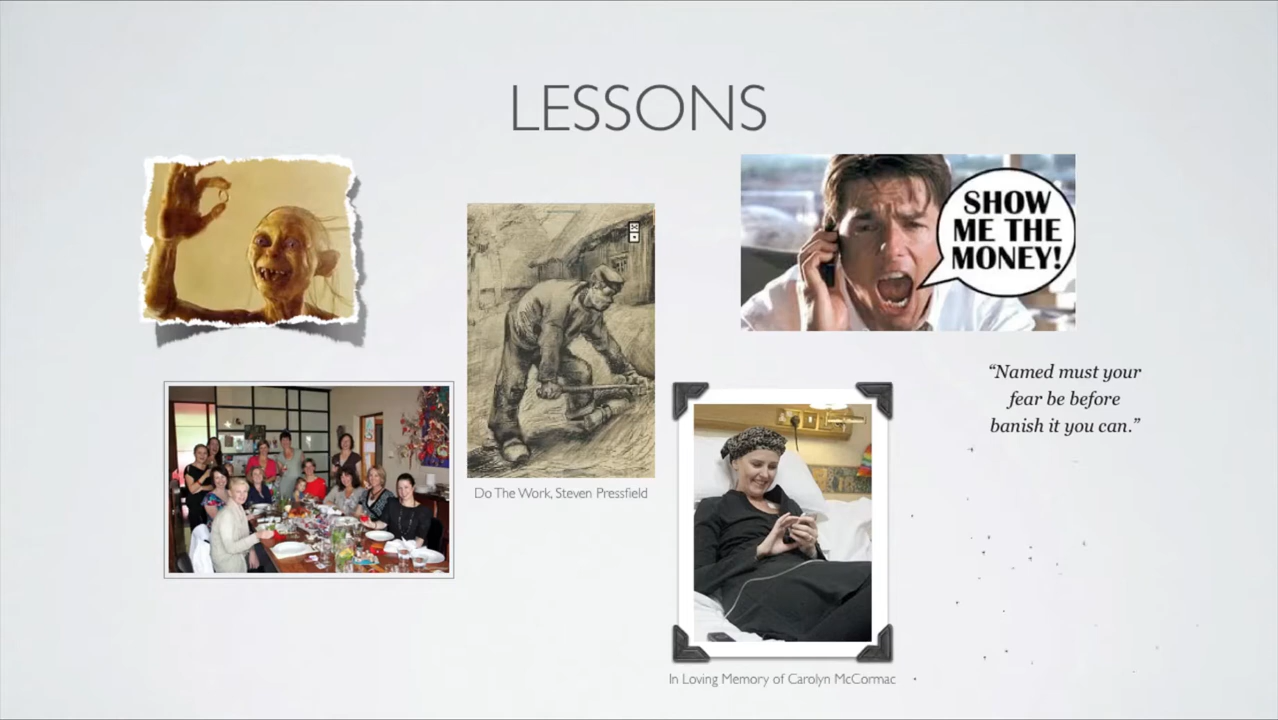 LESSONS
SHOW
ME THE
MONEY!
“Named must your
fear be before
banish it you can.”
Do The Work, Steven Pressfield
In Loving Memory of Carolyn McCormac